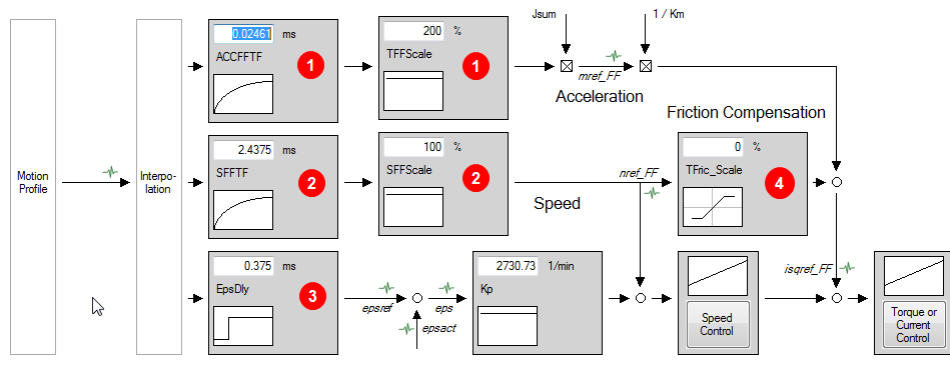 Jsum
1 / Km
0.02461 ms
ACCFFTF
1
200 %
TFFScale
1
mref_FF
Acceleration
Friction Compensation
Motion
Profile
Interpo-
lation
2.4375 ms
SFFTF
2
100 %
SFFScale
2
nref_FF
Speed
0 %
TFric_Scale
4
0.375 ms
EpsDly
3
epsref
eps
epsact
2730.73 1/min
Kp
Speed
Control
isqref_FF
Torque or
Current
Control